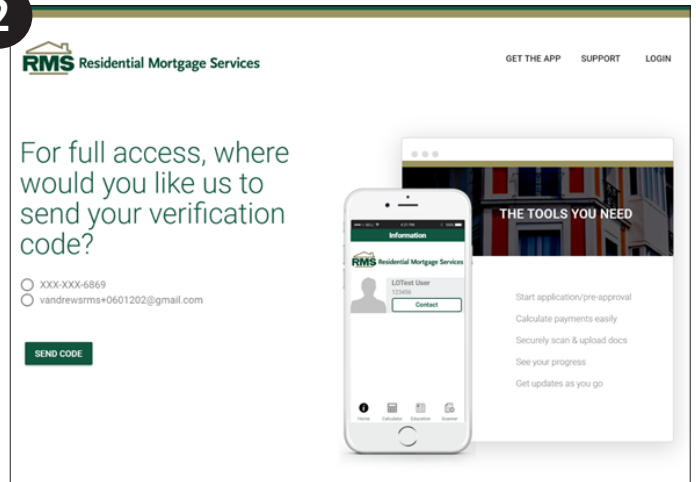 2
RMS Residential Mortgage Services
GET THE APP SUPPORT LOGIN
For full access, where
would you like us to
send your verification
code?
XXX-XXX-6869
vandrewsrms+0601202@gmail.com
SEND CODE
4:21 PM
Information
RMS Residential Mortgage Services
LOTest User
123456
Contact
Home Calculator Education Scanner
THE TOOLS YOU NEED
Start application/pre-approval
Calculate payments easily
Securely scan & upload docs
See your progress
Get updates as you go